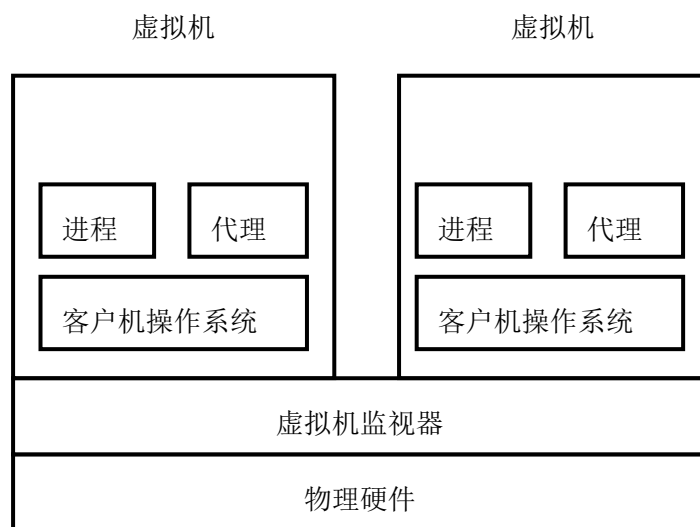 虚拟机 虚拟机
进程 代理 进程 代理
客户机操作系统 客户机操作系统
虚拟机监视器
物理硬件